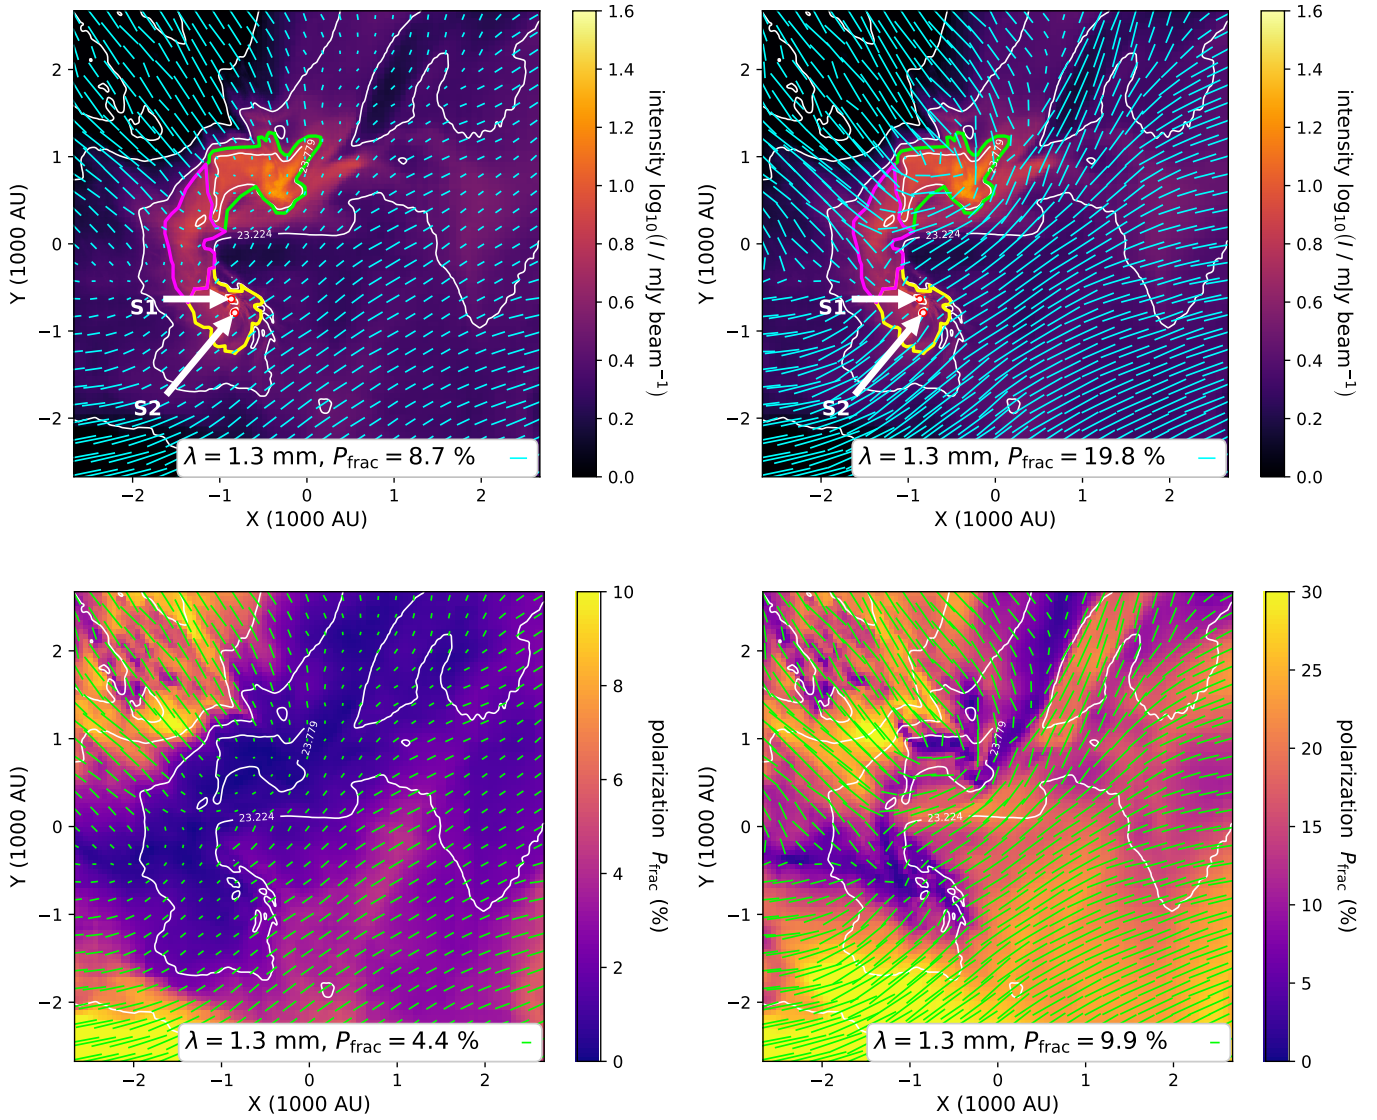 1.6
1.4
1.2
1.0
0.8
0.6
0.4
0.2
0.0
intensity log₁₀(I / mJy beam⁻¹)
2
1
0
−1
−2
Y (1000 AU)
23.779
23.224
S1
S2
λ = 1.3 mm, P_frac = 8.7 %
−2 −1 0 1 2
X (1000 AU)
1.6
1.4
1.2
1.0
0.8
0.6
0.4
0.2
0.0
intensity log₁₀(I / mJy beam⁻¹)
2
1
0
−1
−2
Y (1000 AU)
23.779
23.224
S1
S2
λ = 1.3 mm, P_frac = 19.8 %
−2 −1 0 1 2
X (1000 AU)
10
8
6
4
2
0
polarization P_frac (%)
2
1
0
−1
−2
Y (1000 AU)
23.779
23.224
λ = 1.3 mm, P_frac = 4.4 %
−2 −1 0 1 2
X (1000 AU)
30
25
20
15
10
5
0
polarization P_frac (%)
2
1
0
−1
−2
Y (1000 AU)
23.779
23.224
λ = 1.3 mm, P_frac = 9.9 %
−2 −1 0 1 2
X (1000 AU)